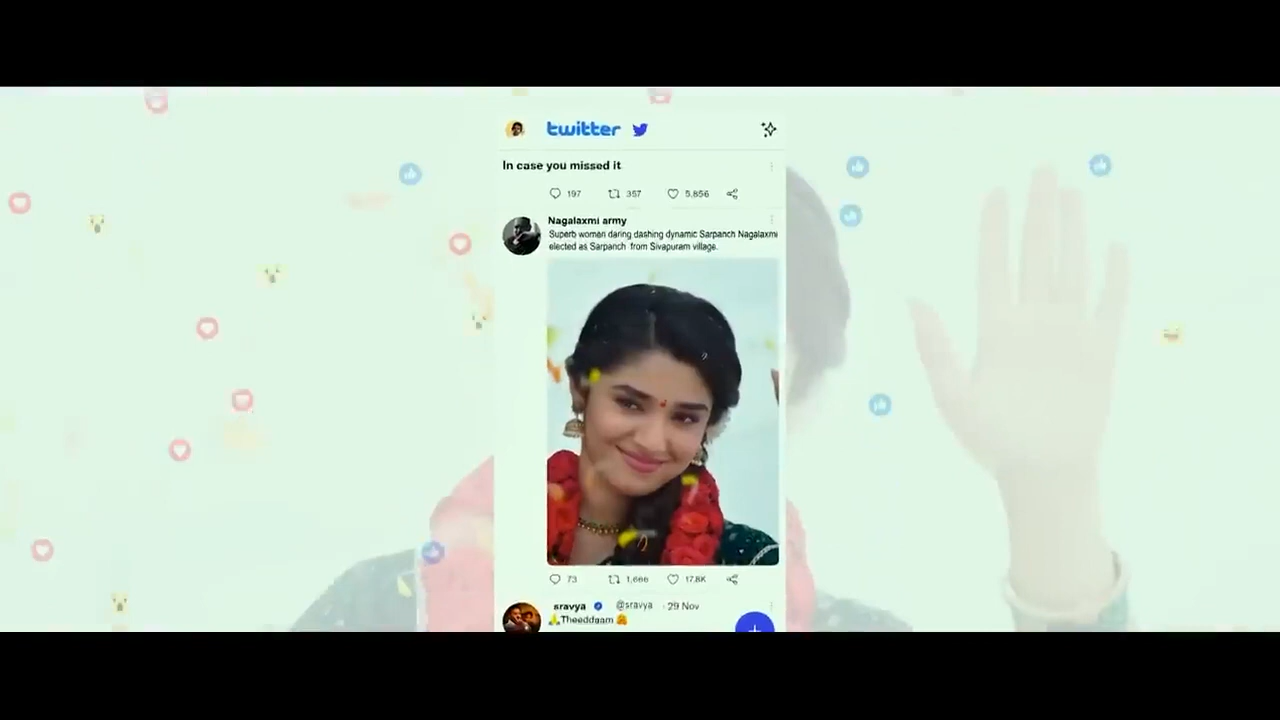 twitter
In case you missed it
197 357 5,856
Nagalaxmi army
Superb women daring dashing dynamic Sarpanch Nagalaxmi
elected as Sarpanch from Sivapuram village.
73 1,666 17.8K
sravya @sravya · 29 Nov
🙏Theeddaam🤗